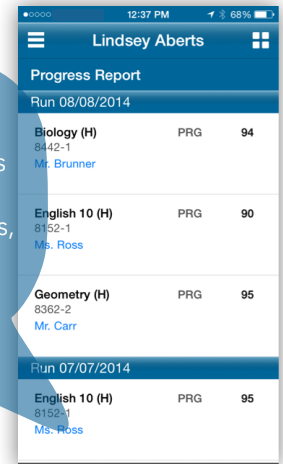 12:37 PM 68%
Lindsey Aberts
Progress Report
Run 08/08/2014
Biology (H) PRG 94
8442-1
Mr. Brunner
s
English 10 (H) PRG 90
s,
8152-1
Ms. Ross
Geometry (H) PRG 95
8362-2
Mr. Carr
Run 07/07/2014
English 10 (H) PRG 95
8152-1
Ms. Ross